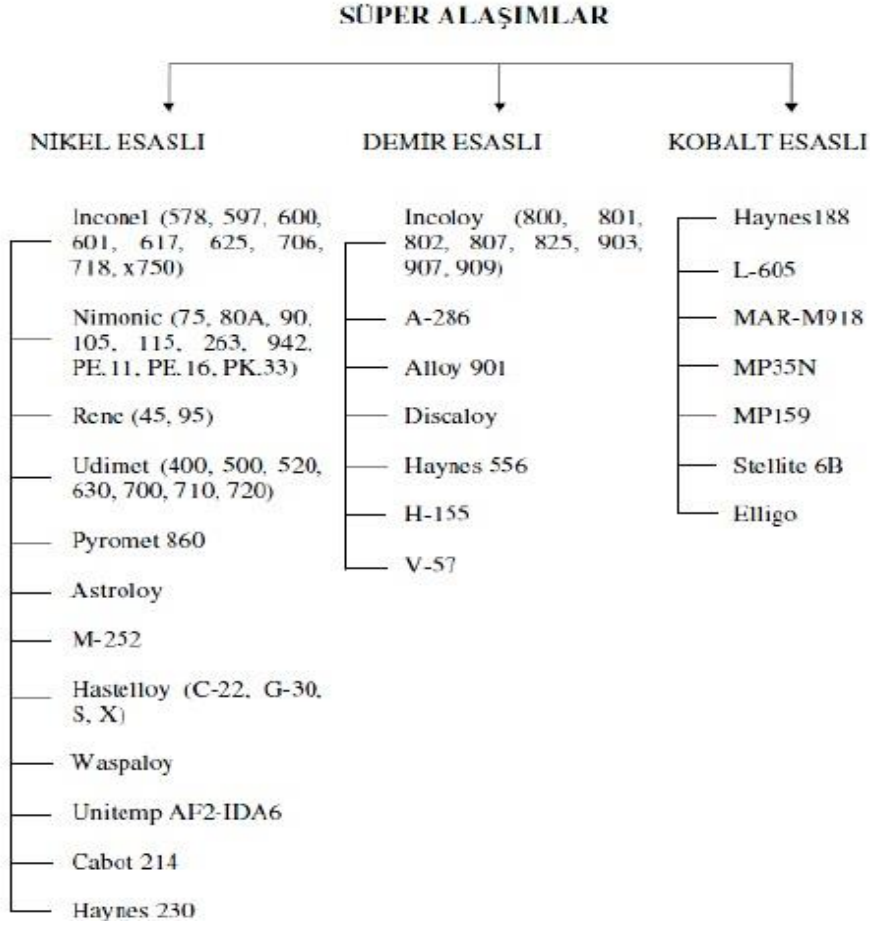 SÜPER ALAŞIMLAR
NİKEL ESASLI
DEMİR ESASLI
KOBALT ESASLI
Inconel (578, 597, 600,
601, 617, 625, 706,
718, x750)
Nimonic (75, 80A, 90,
105, 115, 263, 942,
PE.11, PE.16, PK.33)
Rene (45, 95)
Udimet (400, 500, 520,
630, 700, 710, 720)
Pyromet 860
Astroloy
M-252
Hastelloy (C-22, G-30,
S, X)
Waspaloy
Unitemp AF2-IDA6
Cabot 214
Haynes 230
Incoloy (800, 801,
802, 807, 825, 903,
907, 909)
A-286
Alloy 901
Discaloy
Haynes 556
H-155
V-57
Haynes188
L-605
MAR-M918
MP35N
MP159
Stellite 6B
Elligo